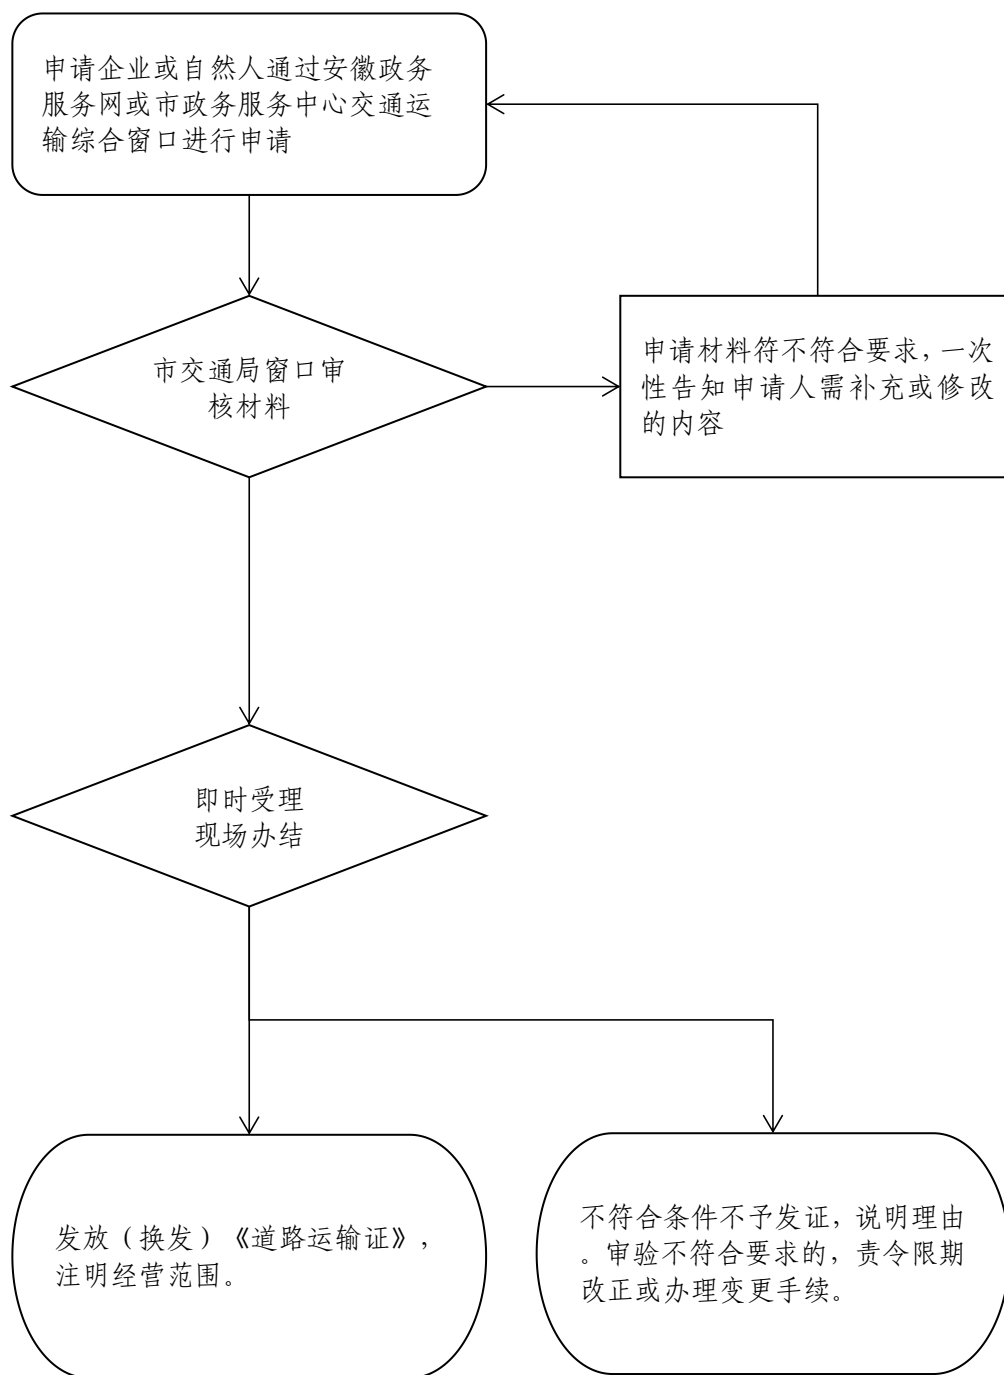 申请企业或自然人通过安徽政务
服务网或市政务服务中心交通运
输综合窗口进行申请
市交通局窗口审
核材料
申请材料符不符合要求，一次
性告知申请人需补充或修改
的内容
即时受理
现场办结
发放（换发）《道路运输证》，
注明经营范围。
不符合条件不予发证，说明理由
。审验不符合要求的，责令限期
改正或办理变更手续。